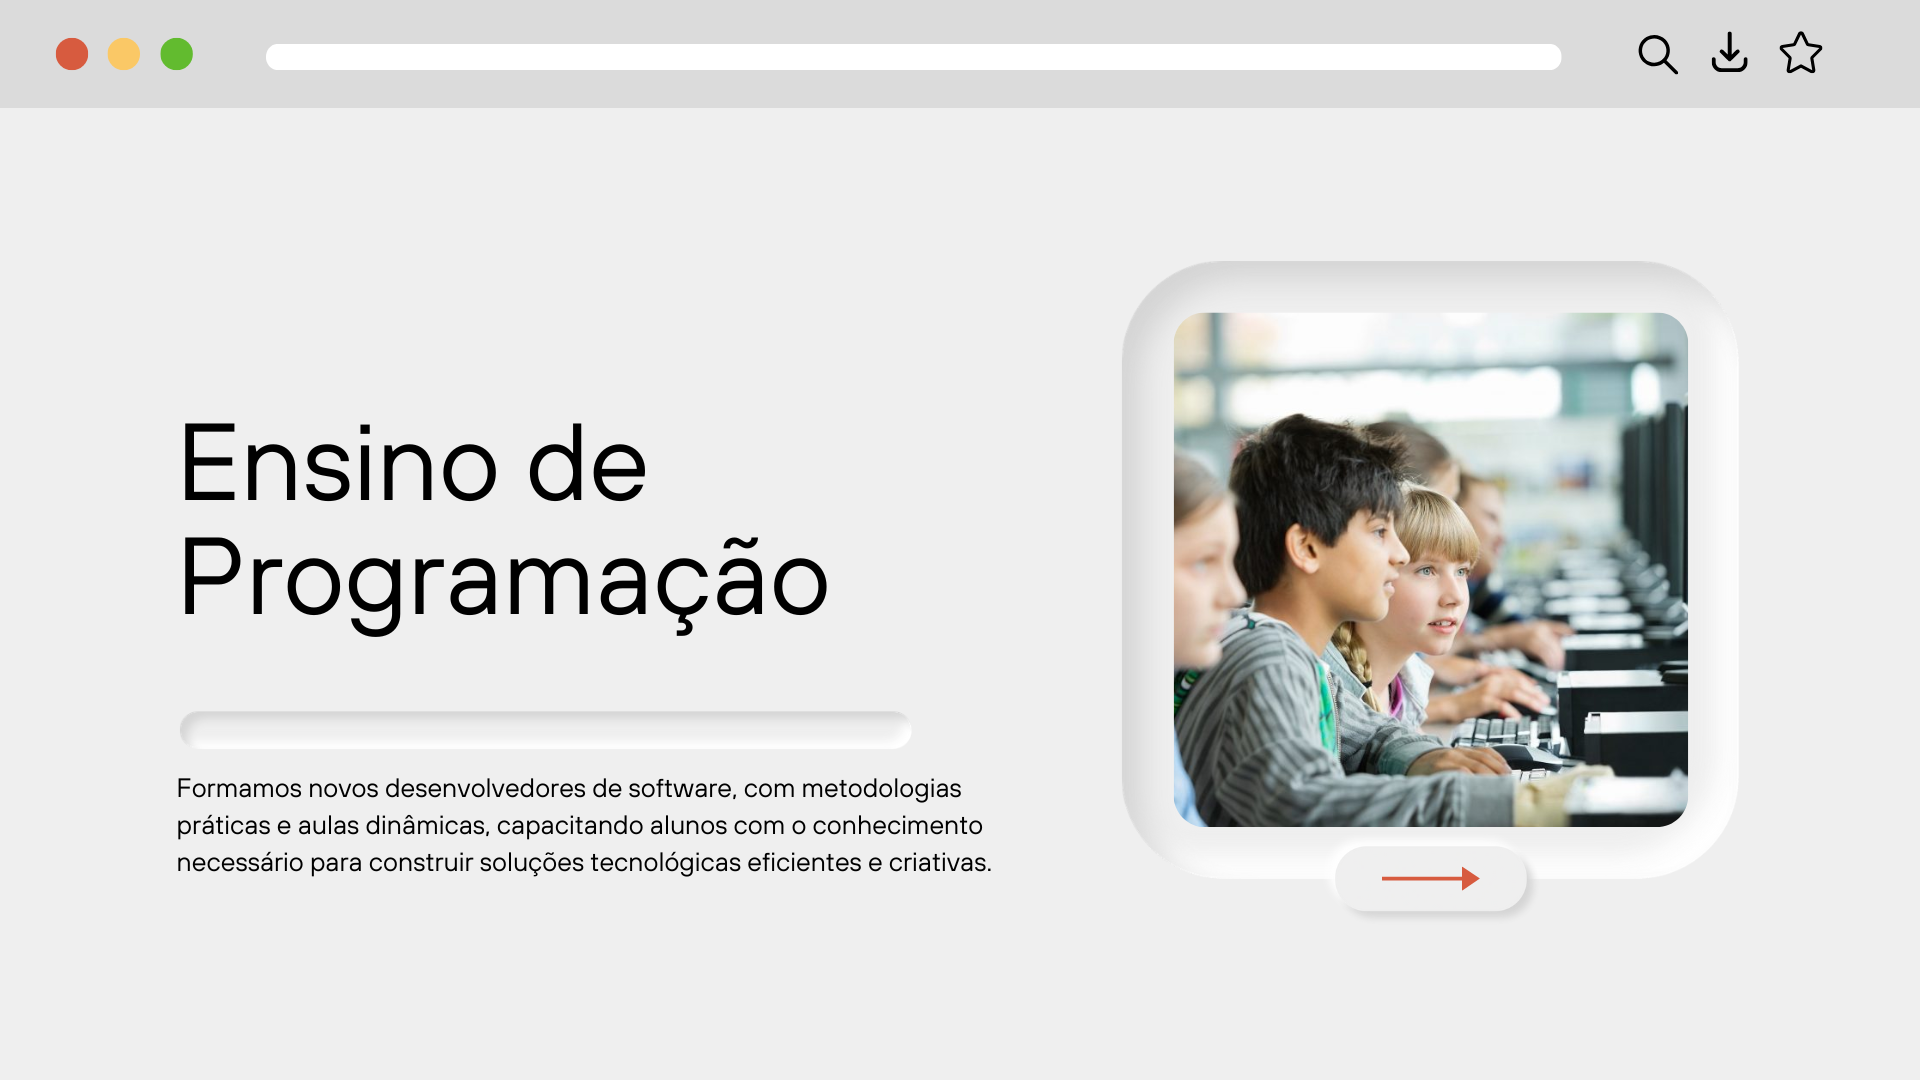 Ensino de
Programação
Formamos novos desenvolvedores de software, com metodologias
práticas e aulas dinâmicas, capacitando alunos com o conhecimento
necessário para construir soluções tecnológicas eficientes e criativas.